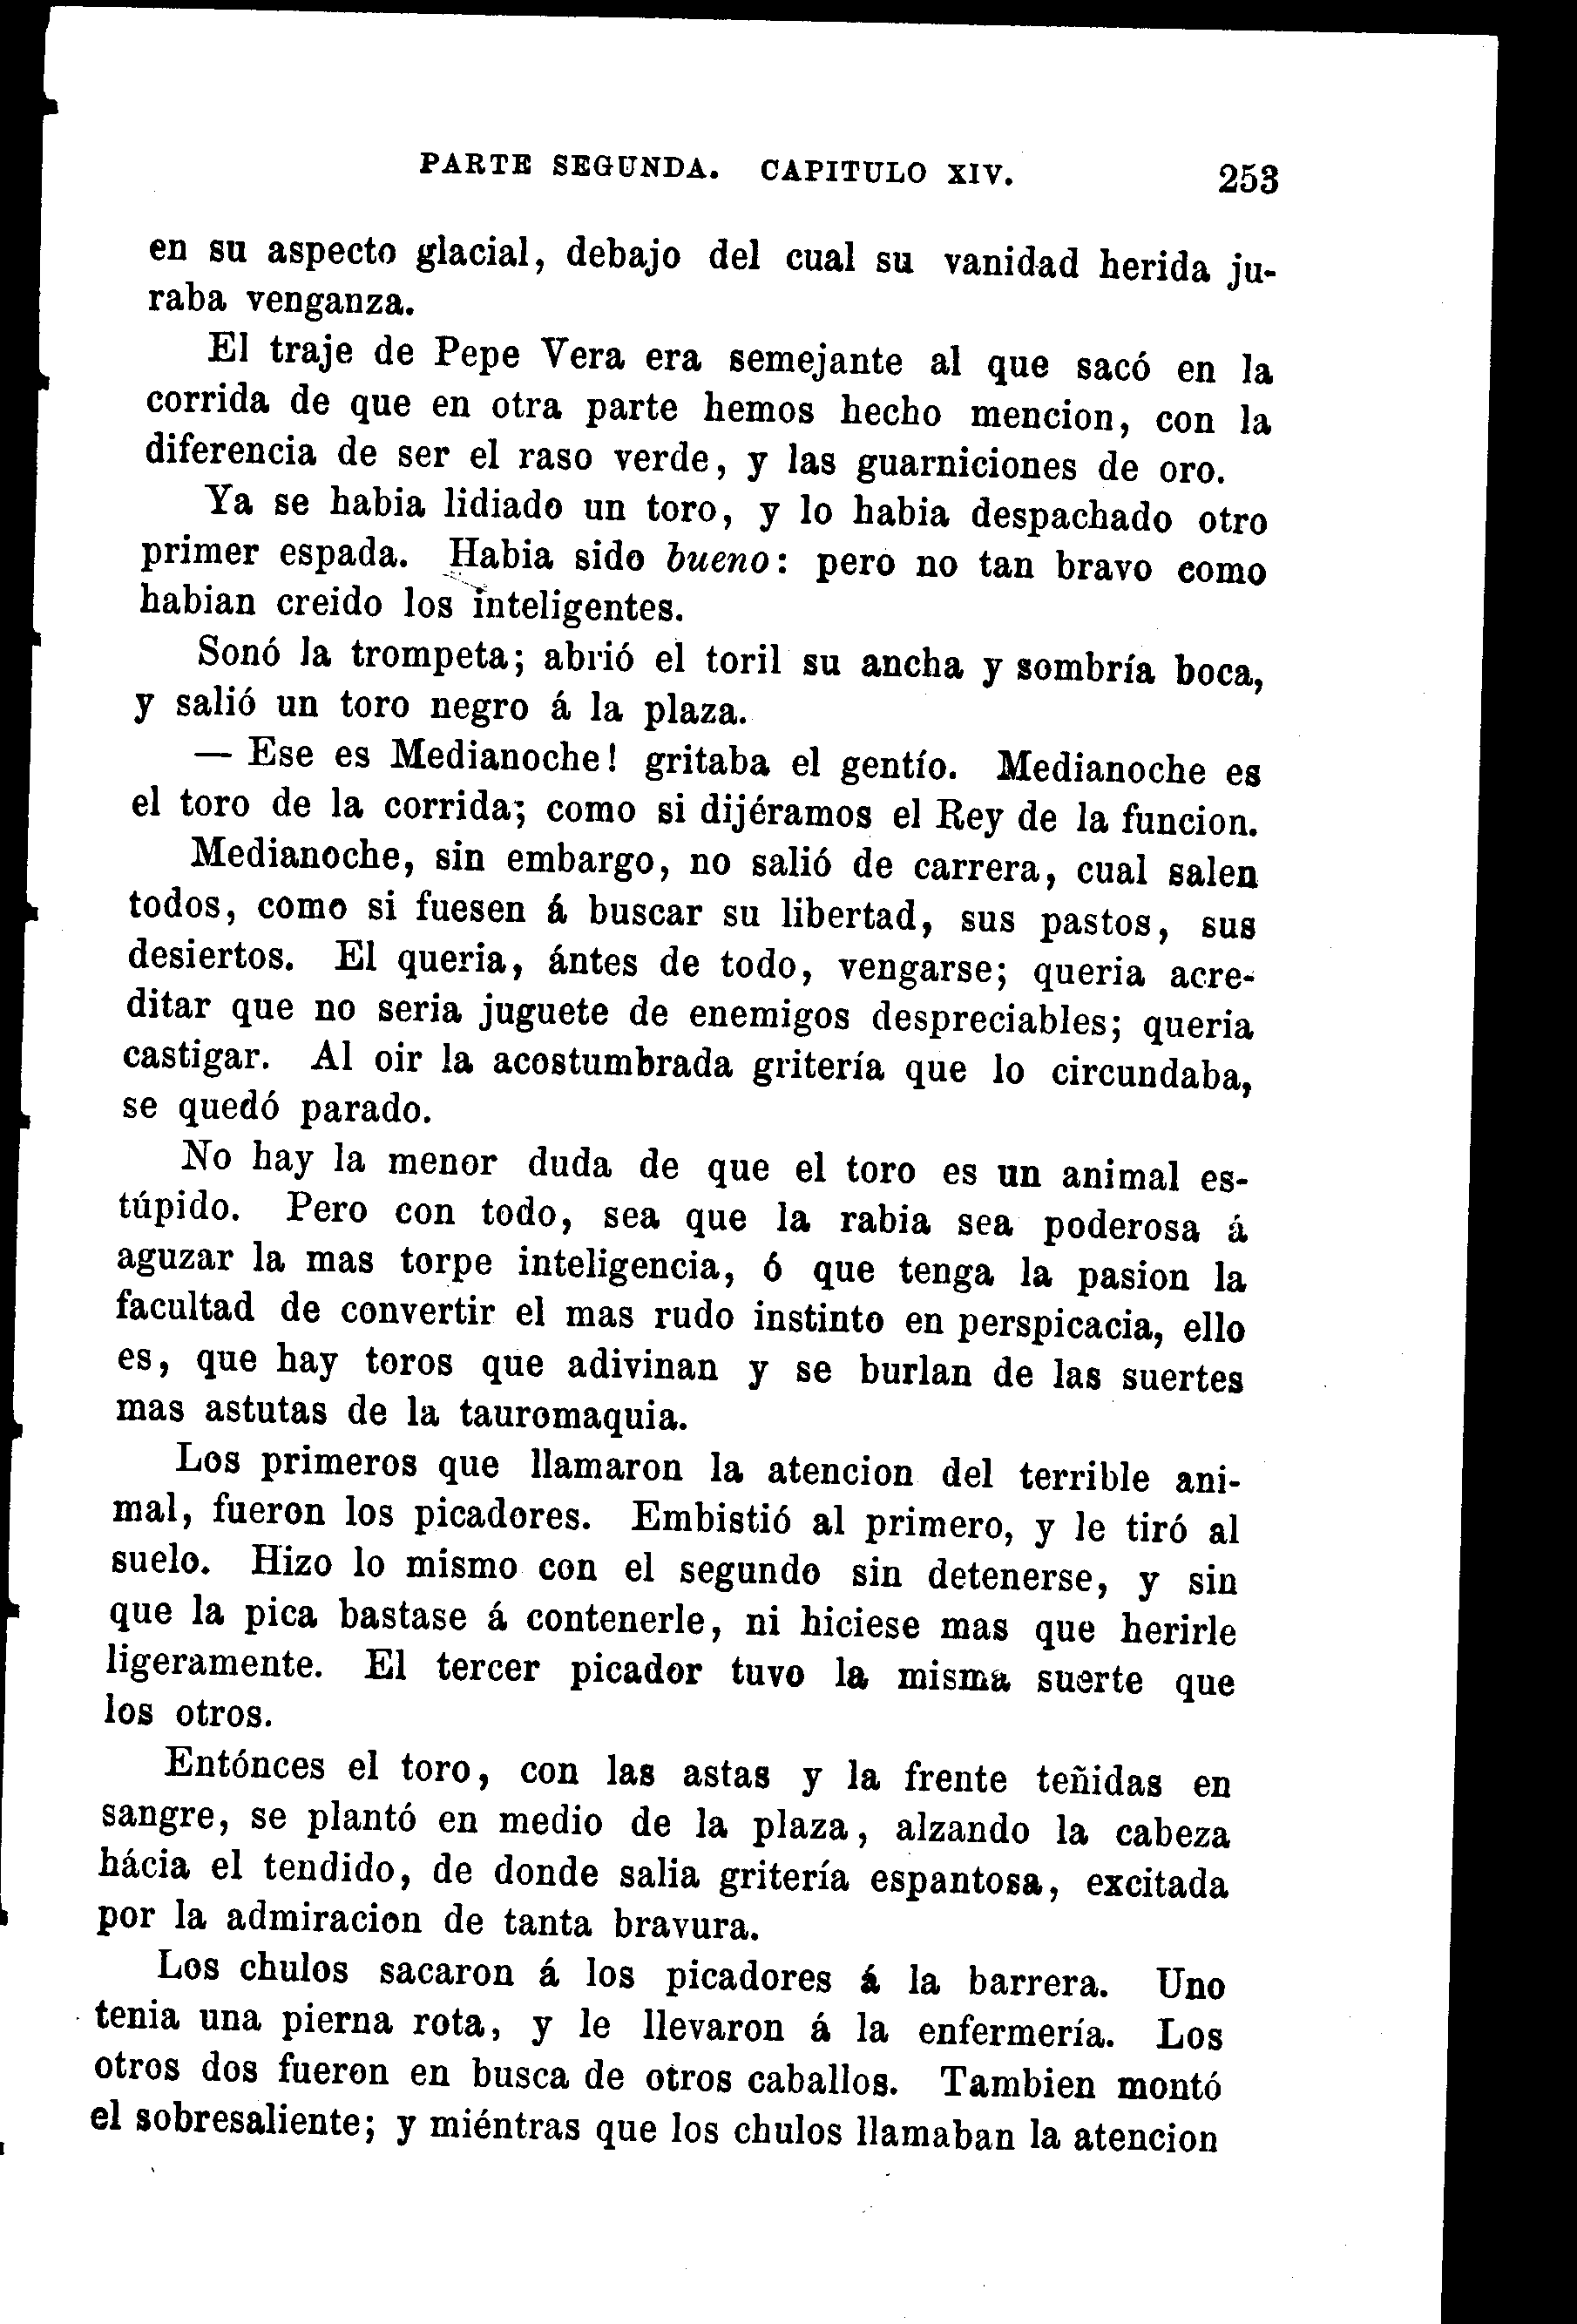 PARTE SEGUNDA. CAPITULO XIV. 253
en su aspecto glacial, debajo del cual su vanidad herida ju-
raba venganza.
El traje de Pepe Vera era semejante al que sacó en la
corrida de que en otra parte hemos hecho mencion, con la
diferencia de ser el raso verde, y las guarniciones de oro.
Ya se habia lidiado un toro, y lo habia despachado otro
primer espada. Habia sido bueno: pero no tan bravo como
habian creido los inteligentes.
Sonó la trompeta; abrió el toril su ancha y sombría boca,
y salió un toro negro á la plaza.
— Ese es Medianoche! gritaba el gentío. Medianoche es
el toro de la corrida; como si dijéramos el Rey de la funcion.
Medianoche, sin embargo, no salió de carrera, cual salen
todos, como si fuesen á buscar su libertad, sus pastos, sus
desiertos. El queria, ántes de todo, vengarse; queria acre-
ditar que no seria juguete de enemigos despreciables; queria
castigar. Al oir la acostumbrada gritería que lo circundaba,
se quedó parado.
No hay la menor duda de que el toro es un animal es-
túpido. Pero con todo, sea que la rabia sea poderosa á
aguzar la mas torpe inteligencia, ó que tenga la pasion la
facultad de convertir el mas rudo instinto en perspicacia, ello
es, que hay toros que adivinan y se burlan de las suertes
mas astutas de la tauromaquia.
Los primeros que llamaron la atencion del terrible ani-
mal, fueron los picadores. Embistió al primero, y le tiró al
suelo. Hizo lo mismo con el segundo sin detenerse, y sin
que la pica bastase á contenerle, ni hiciese mas que herirle
ligeramente. El tercer picador tuvo la misma suerte que
los otros.
Entónces el toro, con las astas y la frente teñidas en
sangre, se plantó en medio de la plaza, alzando la cabeza
hácia el tendido, de donde salia gritería espantosa, excitada
por la admiracion de tanta bravura.
Los chulos sacaron á los picadores á la barrera. Uno
tenia una pierna rota, y le llevaron á la enfermería. Los
otros dos fueron en busca de otros caballos. Tambien montó
el sobresaliente; y miéntras que los chulos llamaban la atencion